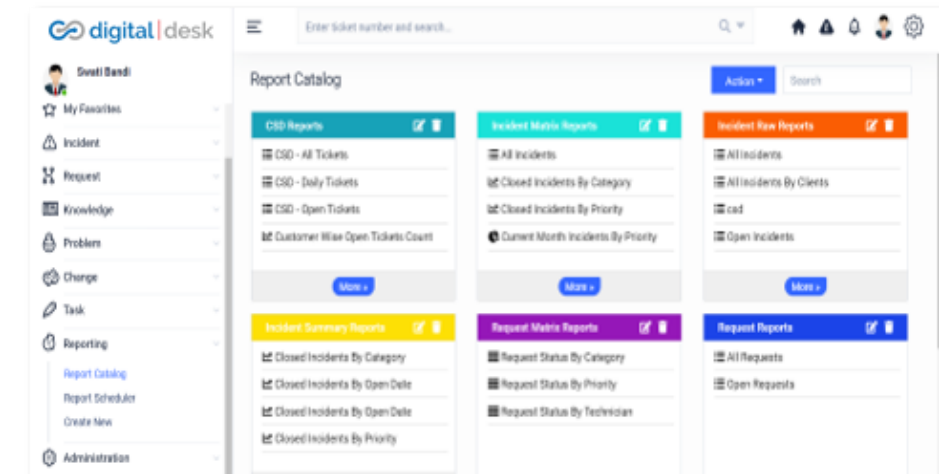 digital|desk
Enter ticket number and search...
Swati Bandi
My Favorites
Incident
Request
Knowledge
Problem
Change
Task
Reporting
Report Catalog
Report Scheduler
Create New
Administration
Report Catalog
Action
Search
CSD Reports
CSD - All Tickets
CSD - Daily Tickets
CSD - Open Tickets
Customer Wise Open Tickets Count
More »
Incident Matrix Reports
All Incidents
Closed Incidents By Category
Closed Incidents By Priority
Current Month Incidents By Priority
More »
Incident Raw Reports
All Incidents
All Incidents By Clients
csd
Open Incidents
More »
Incident Summary Reports
Closed Incidents By Category
Closed Incidents By Open Date
Closed Incidents By Open Date
Closed Incidents By Priority
Request Matrix Reports
Request Status By Category
Request Status By Priority
Request Status By Technician
Request Reports
All Requests
Open Requests